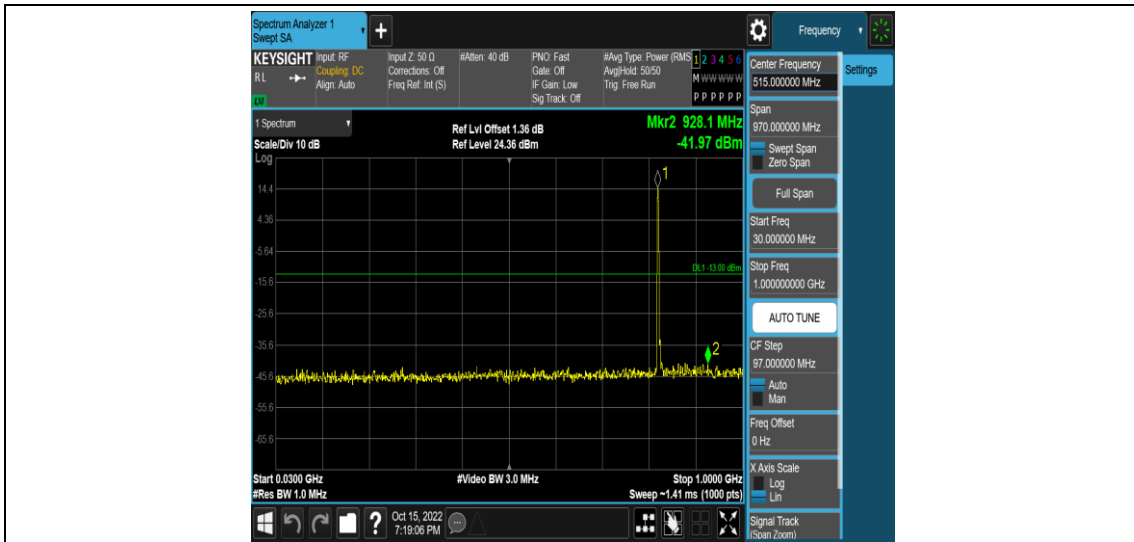 Spectrum Analyzer 1
Swept SA
+
Frequency
KEYSIGHT
RL
LXI
Input: RF
Coupling: DC
Align: Auto
Input Z: 50 Ω
Corrections: Off
Freq Ref: Int (S)
#Atten: 40 dB
PNO: Fast
Gate: Off
IF Gain: Low
Sig Track: Off
#Avg Type: Power (RMS
Avg|Hold: 50/50
Trig: Free Run
1 2 3 4 5 6
M W W W W W
P P P P P P
Center Frequency
515.000000 MHz
Settings
Span
970.000000 MHz
Swept Span
Zero Span
Full Span
Start Freq
30.000000 MHz
Stop Freq
1.000000000 GHz
AUTO TUNE
CF Step
97.000000 MHz
Auto
Man
Freq Offset
0 Hz
X Axis Scale
Log
Lin
Signal Track
(Span Zoom)
1 Spectrum
Scale/Div 10 dB
Log
Ref Lvl Offset 1.36 dB
Ref Level 24.36 dBm
Mkr2 928.1 MHz
-41.97 dBm
1
14.4
4.36
-5.64
DL1 -13.00 dBm
-15.6
-25.6
-35.6
2
-45.6
-55.6
-65.6
Start 0.0300 GHz
#Res BW 1.0 MHz
#Video BW 3.0 MHz
Stop 1.0000 GHz
Sweep ~1.41 ms (1000 pts)
?
Oct 15, 2022
7:19:06 PM